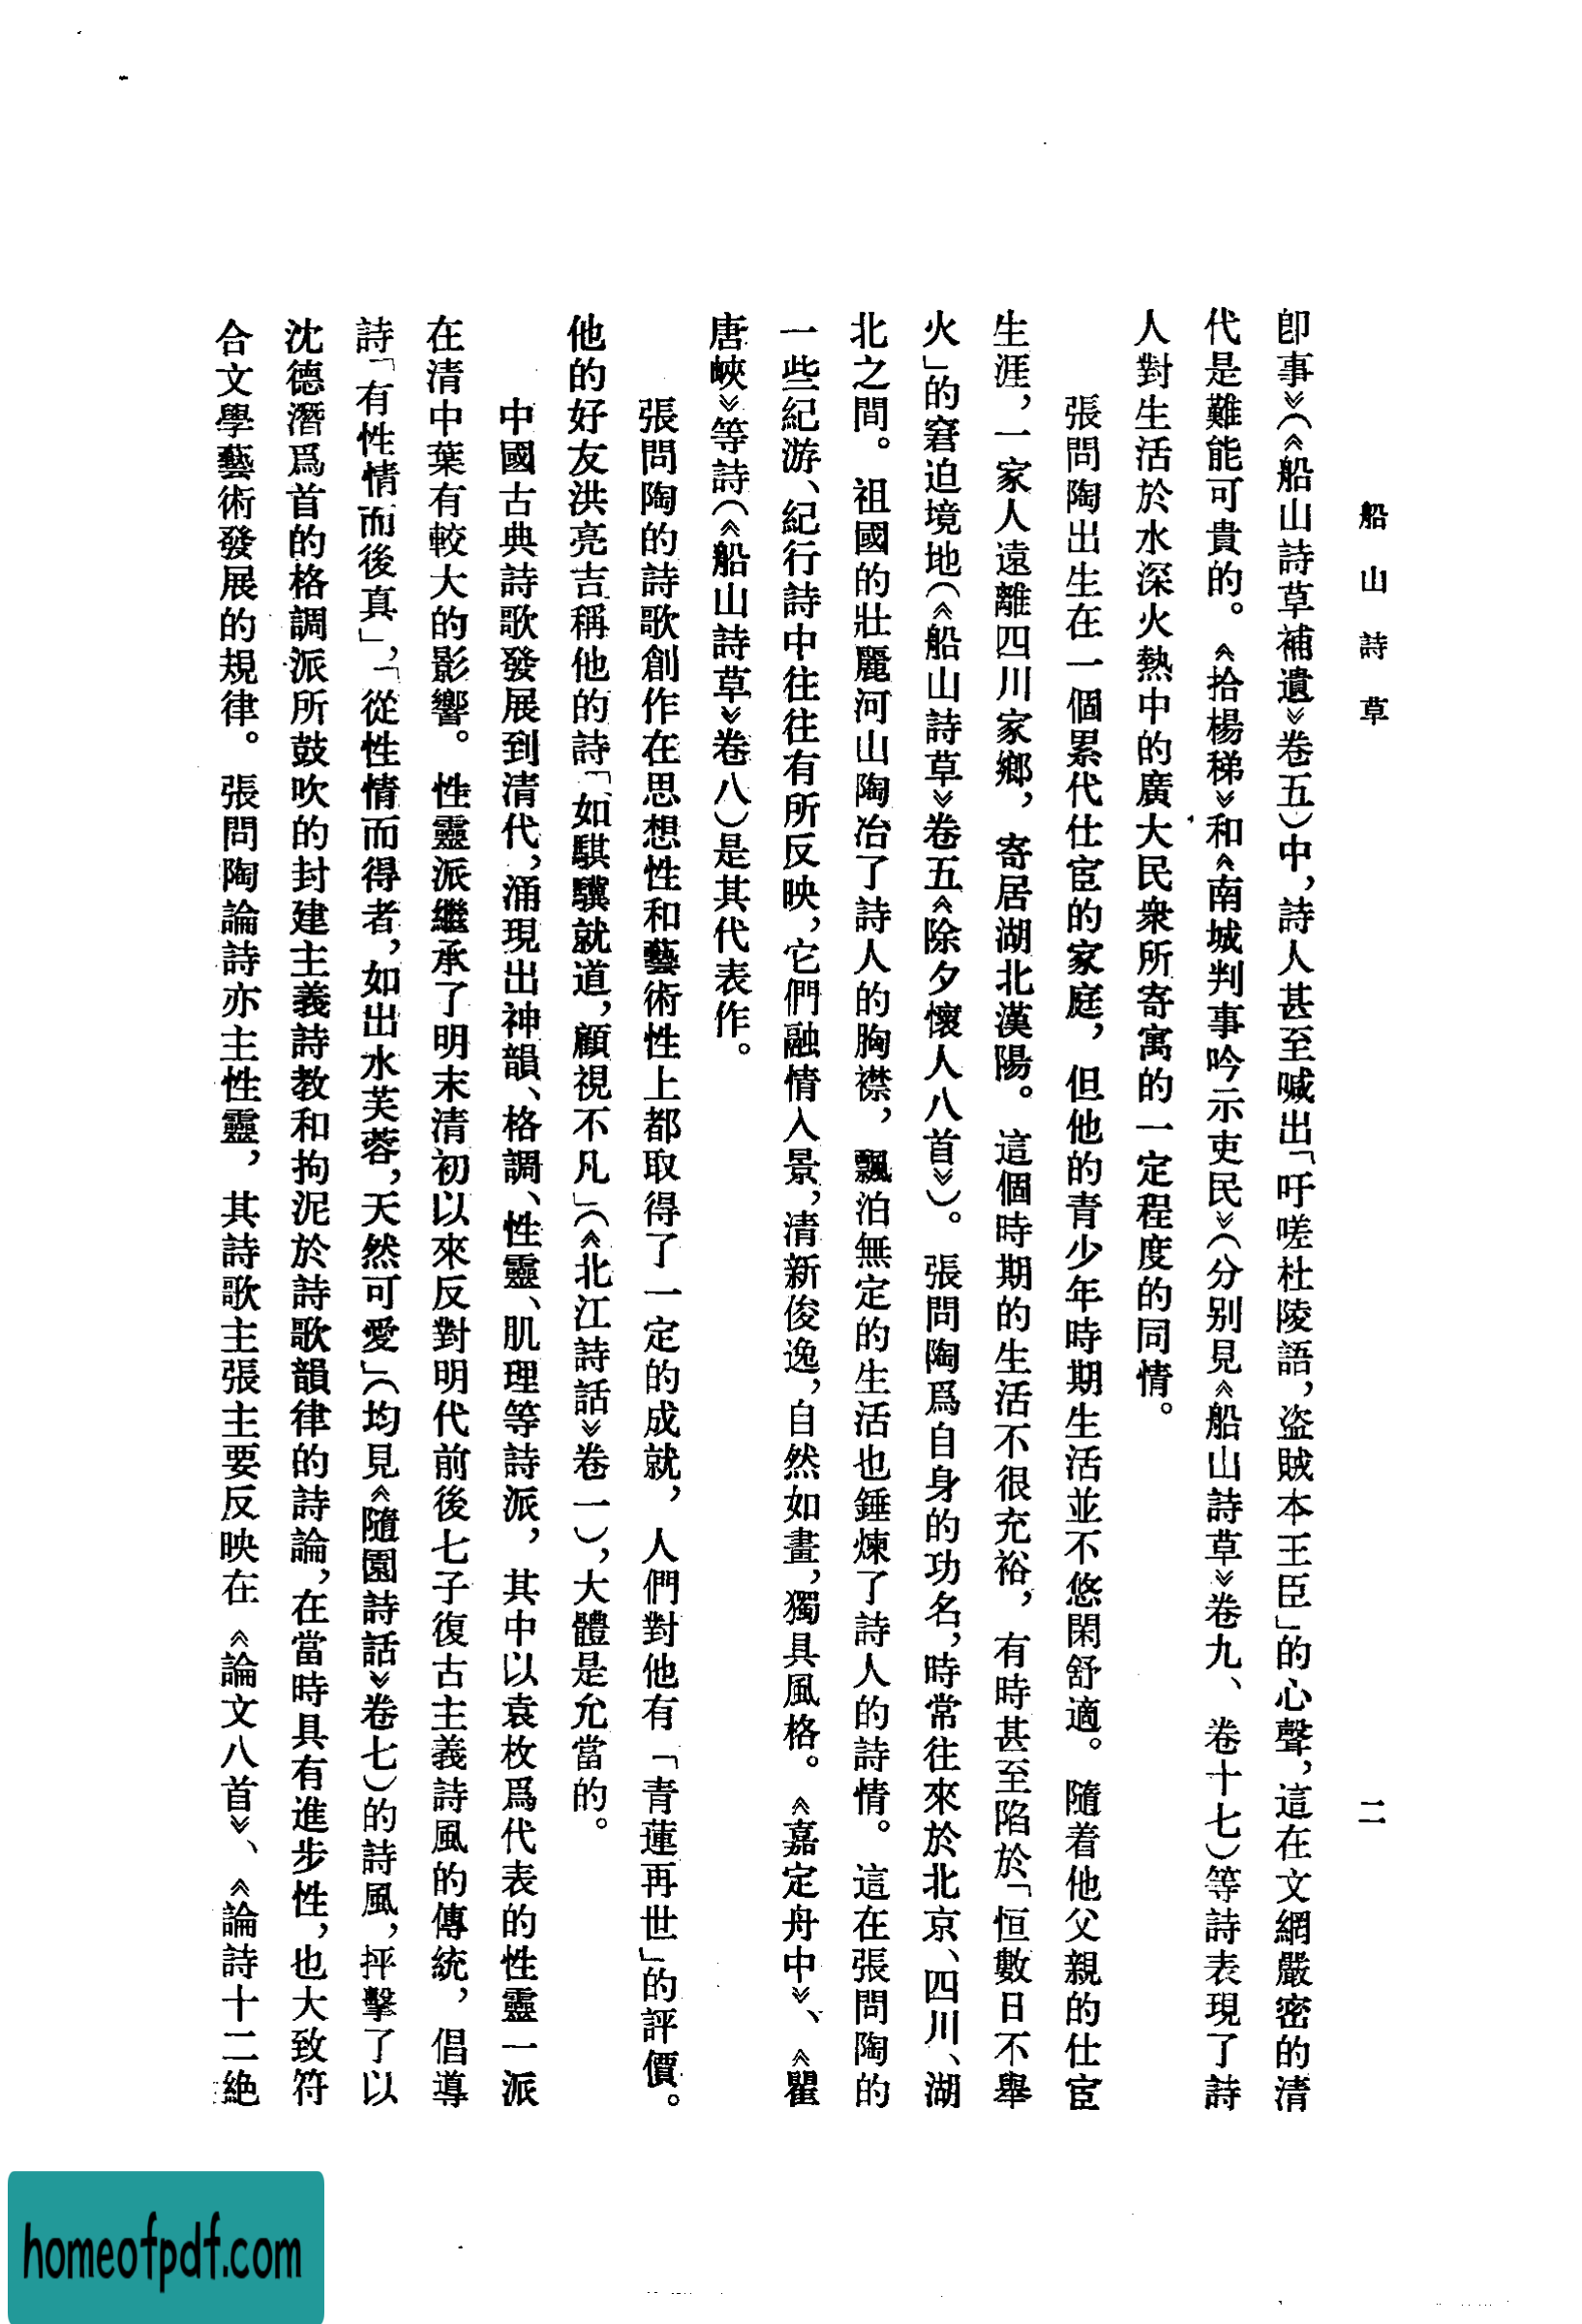 船山詩草
二
卽事》(《船山詩草補遺》卷五)中,詩人甚至喊出「吁嗟杜陵語,盜賊本王臣」的心聲,這在文網嚴密的清
代是難能可貴的。《拾楊稊》和《南城判事吟示吏民》(分別見《船山詩草》卷九、卷十七)等詩表現了詩
人對生活於水深火熱中的廣大民衆所寄寓的一定程度的同情。
張問陶出生在一個累代仕宦的家庭,但他的青少年時期生活並不悠閑舒適。隨着他父親的仕宦
生涯,一家人遠離四川家鄉,寄居湖北漢陽。這個時期的生活不很充裕,有時甚至陷於「恒數日不舉
火」的窘迫境地(《船山詩草》卷五《除夕懷人八首》)。張問陶爲自身的功名,時常往來於北京、四川、湖
北之間。祖國的壯麗河山陶冶了詩人的胸襟,飄泊無定的生活也錘煉了詩人的詩情。這在張問陶的
一些紀游、紀行詩中往往有所反映,它們融情入景,清新俊逸,自然如畫,獨具風格。《嘉定舟中》、《瞿
唐峽》等詩(《船山詩草》卷八)是其代表作。
張問陶的詩歌創作在思想性和藝術性上都取得了一定的成就,人們對他有「青蓮再世」的評價。
他的好友洪亮吉稱他的詩「如騏驥就道,顧視不凡」(《北江詩話》卷一),大體是允當的。
中國古典詩歌發展到清代,涌現出神韻、格調、性靈、肌理等詩派,其中以袁枚爲代表的性靈一派
在清中葉有較大的影響。性靈派繼承了明末清初以來反對明代前後七子復古主義詩風的傳統,倡導
詩「有性情而後真」,「從性情而得者,如出水芙蓉,天然可愛」(均見《隨園詩話》卷七)的詩風,抨擊了以
沈德潛爲首的格調派所鼓吹的封建主義詩教和拘泥於詩歌韻律的詩論,在當時具有進步性,也大致符
合文學藝術發展的規律。張問陶論詩亦主性靈,其詩歌主張主要反映在《論文八首》、《論詩十二絶
homeofpdf.com